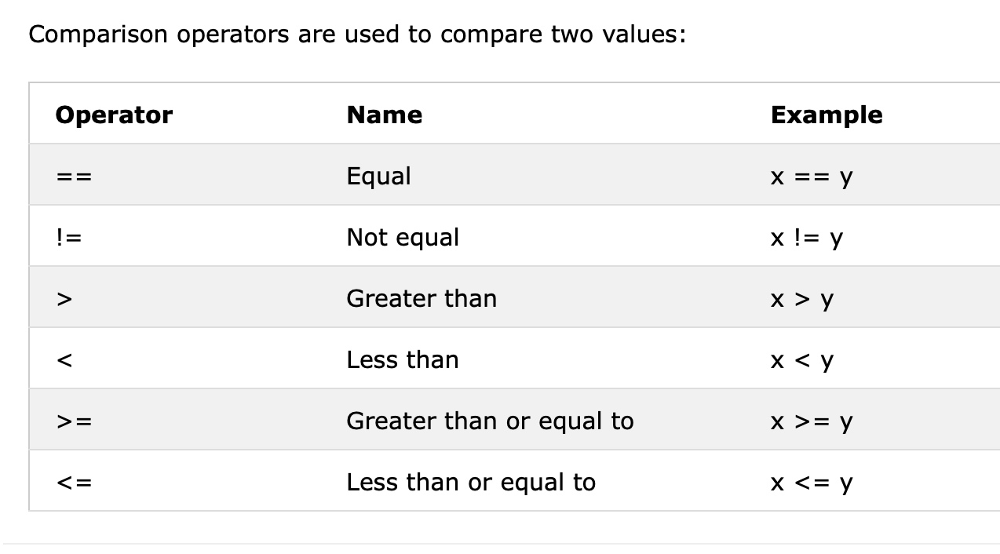 Comparison operators are used to compare two values:
Operator Name Example
== Equal x == y
!= Not equal x != y
> Greater than x > y
< Less than x < y
>= Greater than or equal to x >= y
<= Less than or equal to x <= y